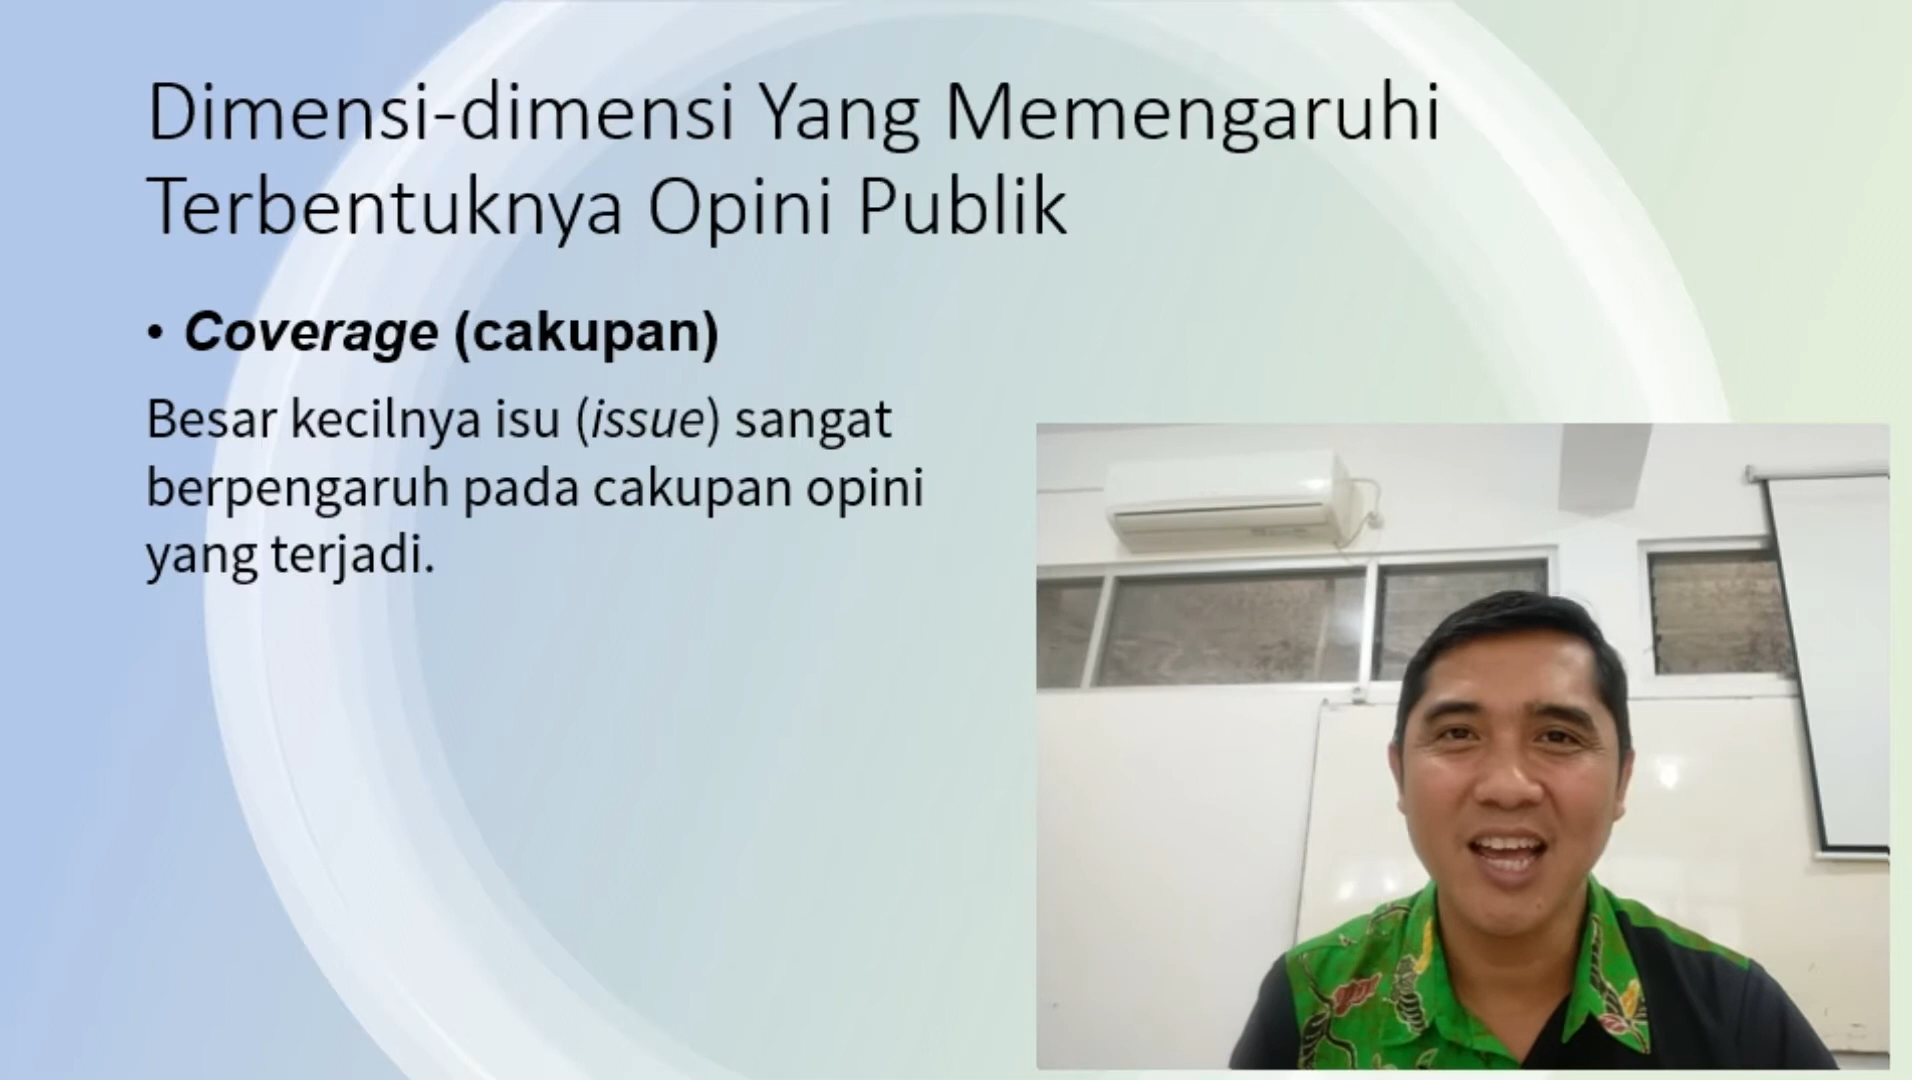 Dimensi-dimensi Yang Memengaruhi
Terbentuknya Opini Publik
• Coverage (cakupan)
Besar kecilnya isu (issue) sangat
berpengaruh pada cakupan opini
yang terjadi.